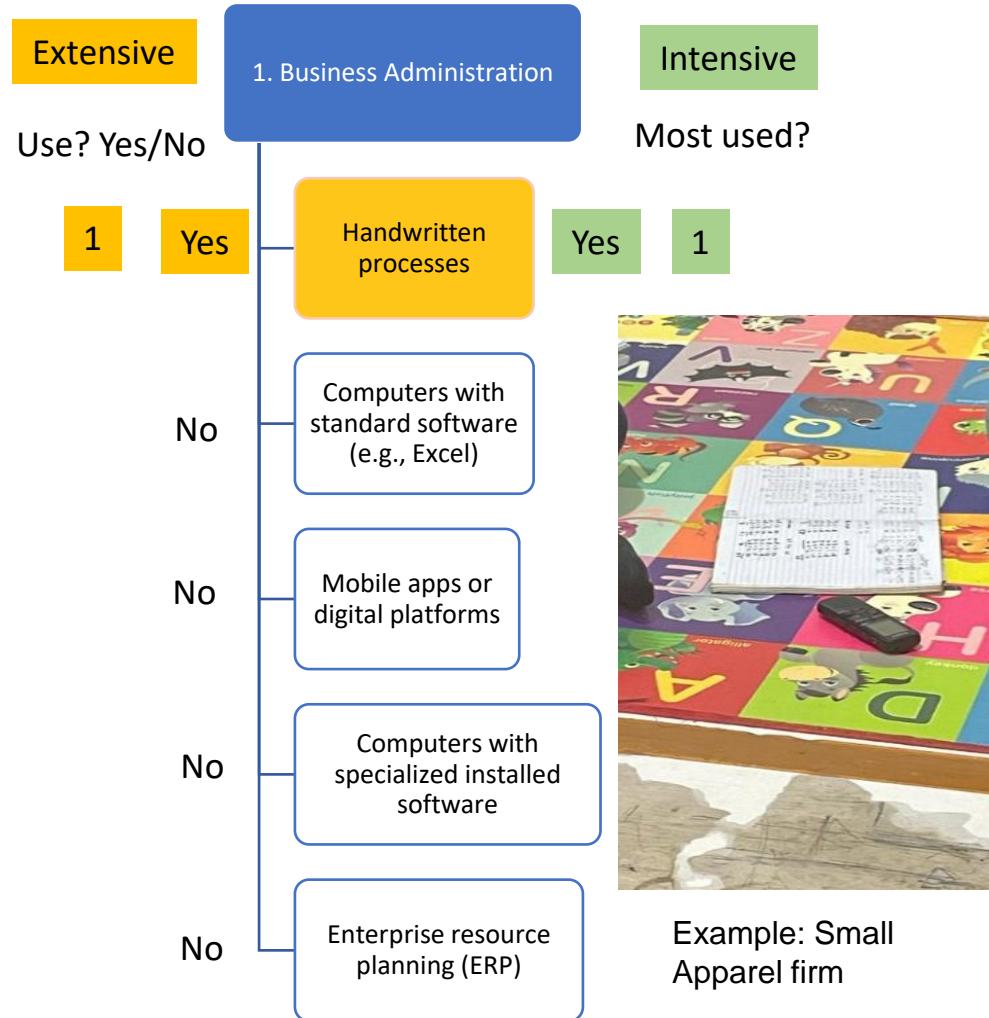 Extensive
1. Business Administration
Intensive
Use? Yes/No
Most used?
1
Yes
Handwritten
processes
Yes
1
No
Computers with
standard software
(e.g., Excel)
No
Mobile apps or
digital platforms
No
Computers with
specialized installed
software
No
Enterprise resource
planning (ERP)
Z
V
U
R
Q
N
E
H
alligator
donkey
A
D
Example: Small
Apparel firm